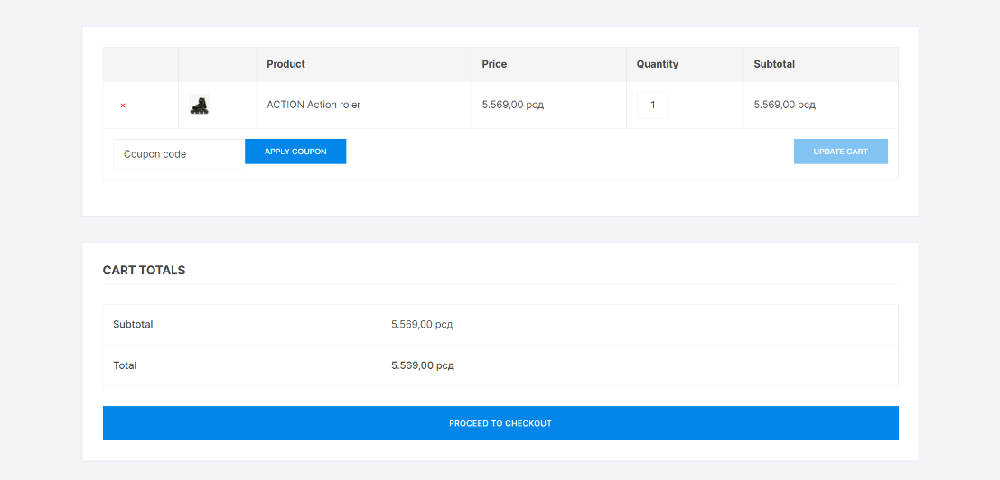 Product Price Quantity Subtotal
× ACTION Action roler 5.569,00 рсд 1 5.569,00 рсд
Coupon code APPLY COUPON UPDATE CART
CART TOTALS
Subtotal 5.569,00 рсд
Total 5.569,00 рсд
PROCEED TO CHECKOUT